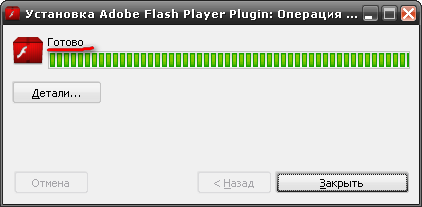 Установка Adobe Flash Player Plugin: Операция ...
Готово
Детали...
Отмена
< Назад
Закрыть